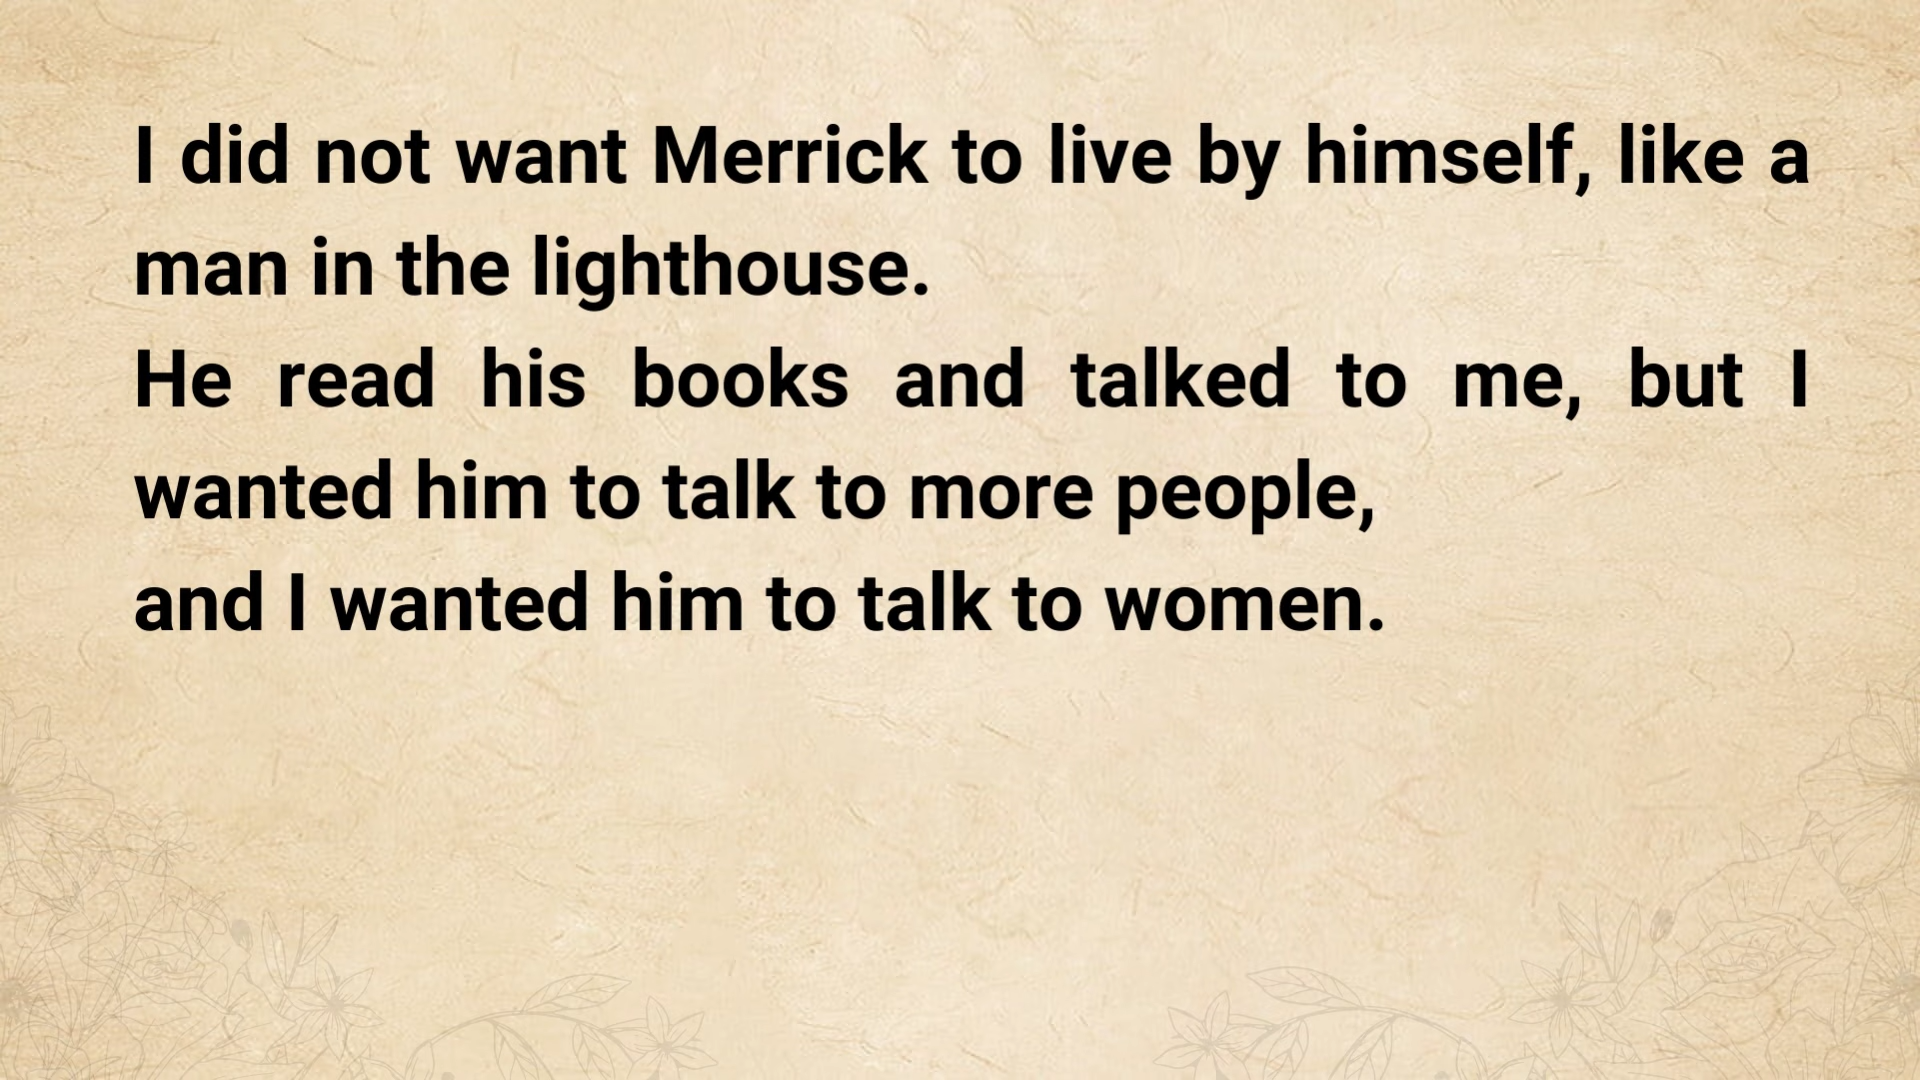 I did not want Merrick to live by himself, like a
man in the lighthouse.
He read his books and talked to me, but I
wanted him to talk to more people,
and I wanted him to talk to women.